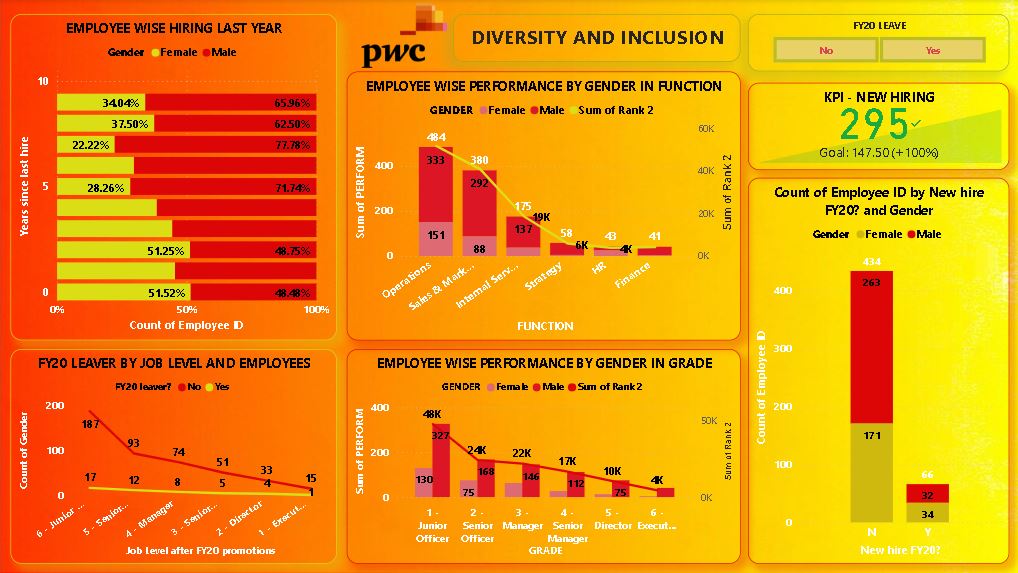 EMPLOYEE WISE HIRING LAST YEAR
Gender Female Male
10
5
0
Years since last hire
34.04% 65.96%
37.50% 62.50%
22.22% 77.78%
28.26% 71.74%
51.25% 48.75%
51.52% 48.48%
0% 50% 100%
Count of Employee ID
pwc
DIVERSITY AND INCLUSION
FY20 LEAVE
No Yes
EMPLOYEE WISE PERFORMANCE BY GENDER IN FUNCTION
GENDER Female Male Sum of Rank 2
Sum of PERFORM
400
200
0
484
333
151
380
292
88
175
19K
137
58
6K
43
4K
41
60K
40K
20K
0K
Sum of Rank 2
Operations
Sales & Mark...
Internal Serv...
Strategy
HR
Finance
FUNCTION
KPI - NEW HIRING
295
Goal: 147.50 (+100%)
Count of Employee ID by New hire
FY20? and Gender
Gender Female Male
Count of Employee ID
400
300
200
100
0
434
263
171
66
32
34
N Y
New hire FY20?
FY20 LEAVER BY JOB LEVEL AND EMPLOYEES
FY20 leaver? No Yes
Count of Gender
200
100
0
187
93
74
51
33
15
17
12
8
5
4
1
6 - Junior ...
5 - Senior...
4 - Manager
3 - Senior...
2 - Director
1 - Execut...
Job Level after FY20 promotions
EMPLOYEE WISE PERFORMANCE BY GENDER IN GRADE
GENDER Female Male Sum of Rank 2
Sum of PERFORM
400
200
0
48K
327
130
24K
168
75
22K
146
17K
112
10K
75
4K
50K
0K
Sum of Rank 2
1 -
Junior
Officer
2 -
Senior
Officer
3 -
Manager
4 -
Senior
Manager
5 -
Director
6 -
Execut...
GRADE